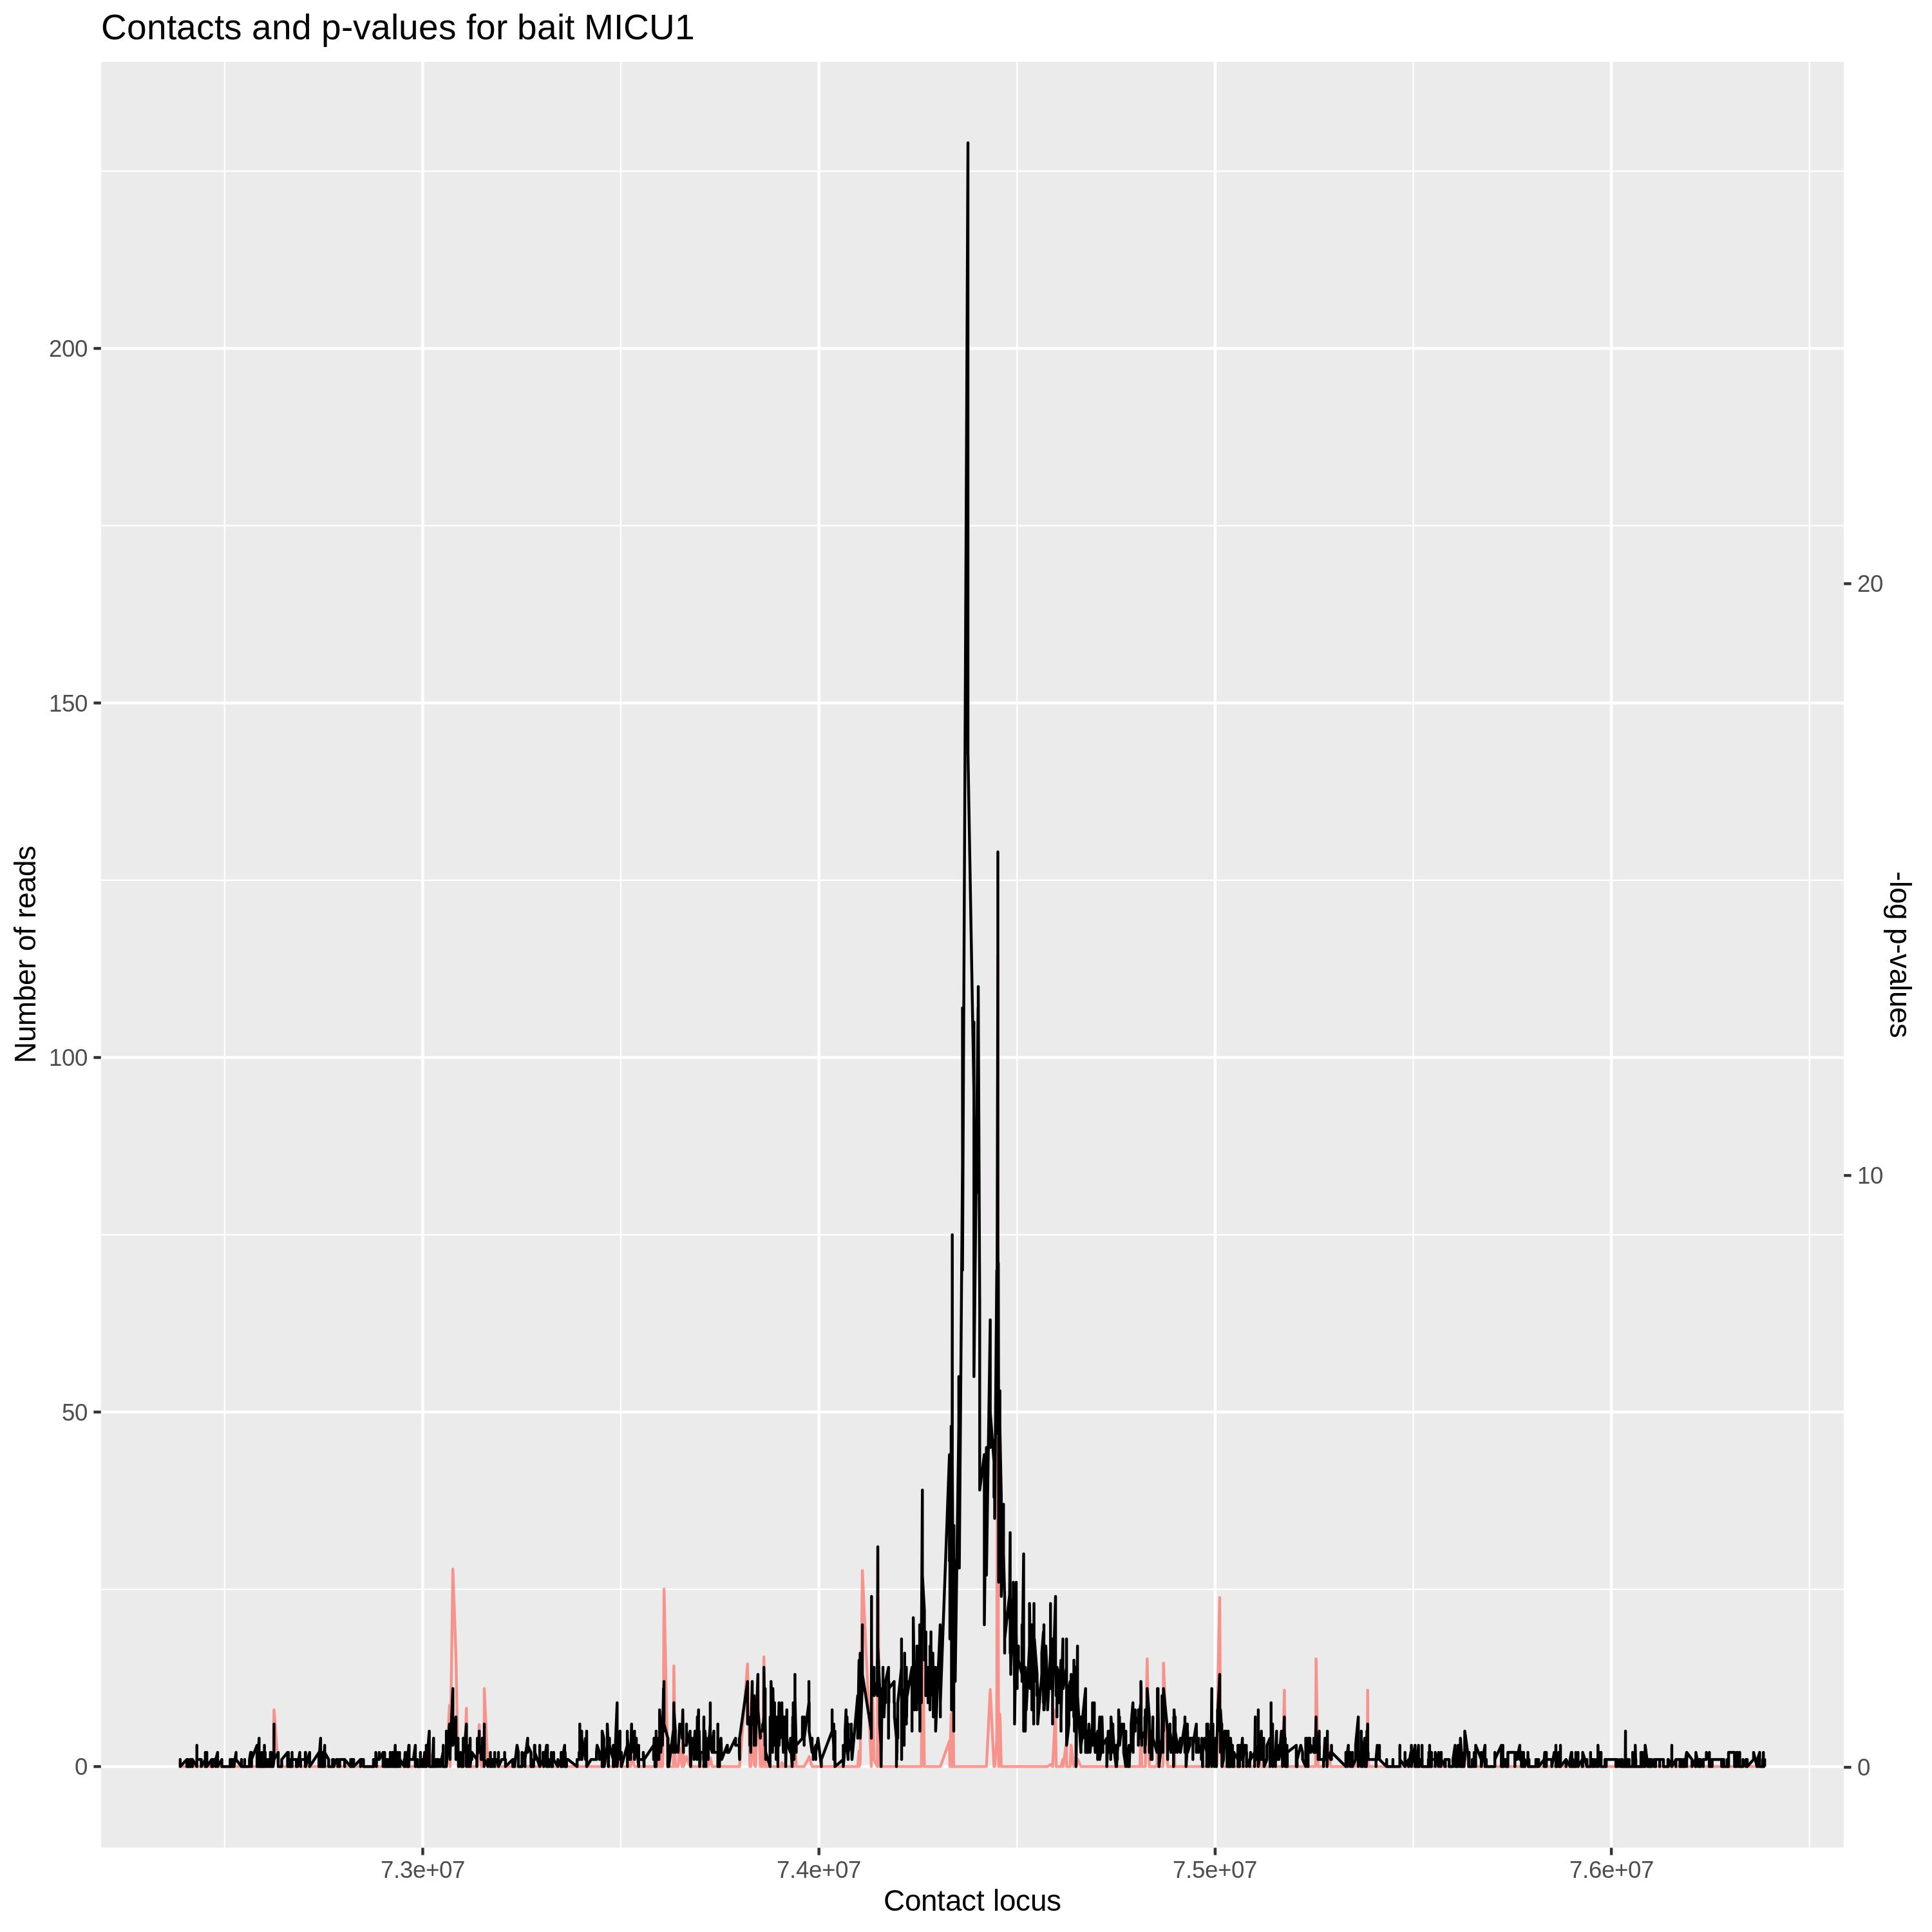 Contacts and p-values for bait MICU1
200
150
100
50
0
Number of reads
20
10
0
-log p-values
7.3e+07
7.4e+07
7.5e+07
7.6e+07
Contact locus